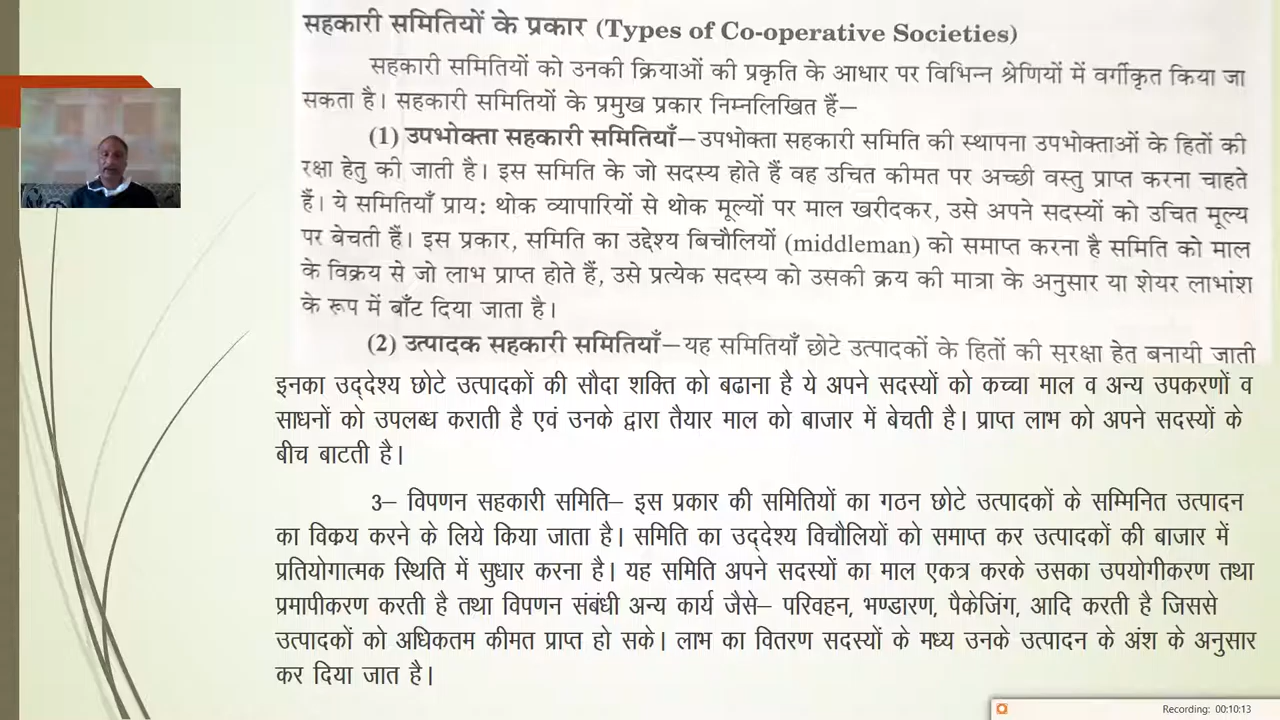 सहकारी समितियों के प्रकार (Types of Co-operative Societies)
सहकारी समितियों को उनकी क्रियाओं की प्रकृति के आधार पर विभिन्न श्रेणियों में वर्गीकृत किया जा
सकता है। सहकारी समितियों के प्रमुख प्रकार निम्नलिखित हैं—
(1) उपभोक्ता सहकारी समितियाँ—उपभोक्ता सहकारी समिति की स्थापना उपभोक्ताओं के हितों की
रक्षा हेतु की जाती है। इस समिति के जो सदस्य होते हैं वह उचित कीमत पर अच्छी वस्तु प्राप्त करना चाहते
हैं। ये समितियाँ प्राय: थोक व्यापारियों से थोक मूल्यों पर माल खरीदकर, उसे अपने सदस्यों को उचित मूल्य
पर बेचती हैं। इस प्रकार, समिति का उद्देश्य बिचौलियों (middleman) को समाप्त करना है समिति को माल
के विक्रय से जो लाभ प्राप्त होते हैं, उसे प्रत्येक सदस्य को उसकी क्रय की मात्रा के अनुसार या शेयर लाभांश
के रूप में बाँट दिया जाता है।
(2) उत्पादक सहकारी समितियाँ—यह समितियाँ छोटे उत्पादकों के हितों की सुरक्षा हेत बनायी जाती
इनका उद्देश्य छोटे उत्पादकों की सौदा शक्ति को बढाना है ये अपने सदस्यों को कच्चा माल व अन्य उपकरणों व
साधनों को उपलब्ध कराती है एवं उनके द्वारा तैयार माल को बाजार में बेचती है। प्राप्त लाभ को अपने सदस्यों के
बीच बाटती है।
3— विपणन सहकारी समिति— इस प्रकार की समितियों का गठन छोटे उत्पादकों के सम्मिनित उत्पादन
का विक्रय करने के लिये किया जाता है। समिति का उद्देश्य विचौलियों को समाप्त कर उत्पादकों की बाजार में
प्रतियोगात्मक स्थिति में सुधार करना है। यह समिति अपने सदस्यों का माल एकत्र करके उसका उपयोगीकरण तथा
प्रमापीकरण करती है तथा विपणन संबंधी अन्य कार्य जैसे— परिवहन, भण्डारण, पैकेजिंग, आदि करती है जिससे
उत्पादकों को अधिकतम कीमत प्राप्त हो सके। लाभ का वितरण सदस्यों के मध्य उनके उत्पादन के अंश के अनुसार
कर दिया जात है।
Recording: 00:10:13